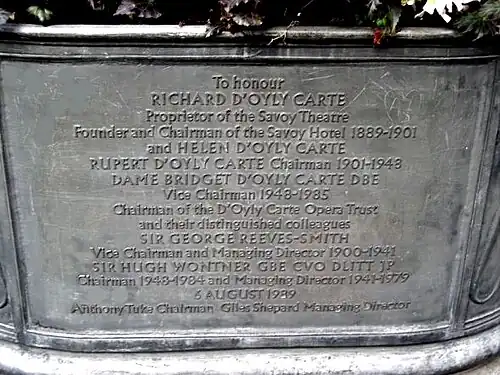 To honour
RICHARD D'OYLY CARTE
Proprietor of the Savoy Theatre
Founder and Chairman of the Savoy Hotel 1889-1901
and HELEN D'OYLY CARTE
RUPERT D'OYLY CARTE Chairman 1901-1948
DAME BRIDGET D'OYLY CARTE DBE
Vice Chairman 1948-1985
Chairman of the D'Oyly Carte Opera Trust
and their distinguished colleagues
SIR GEORGE REEVES-SMITH
Vice Chairman and Managing Director 1900-1941
SIR HUGH WONTNER GBE CVO DLITT JP
Chairman 1948-1984 and Managing Director 1941-1979
6 AUGUST 1989
Anthony Tuke Chairman Giles Shepard Managing Director